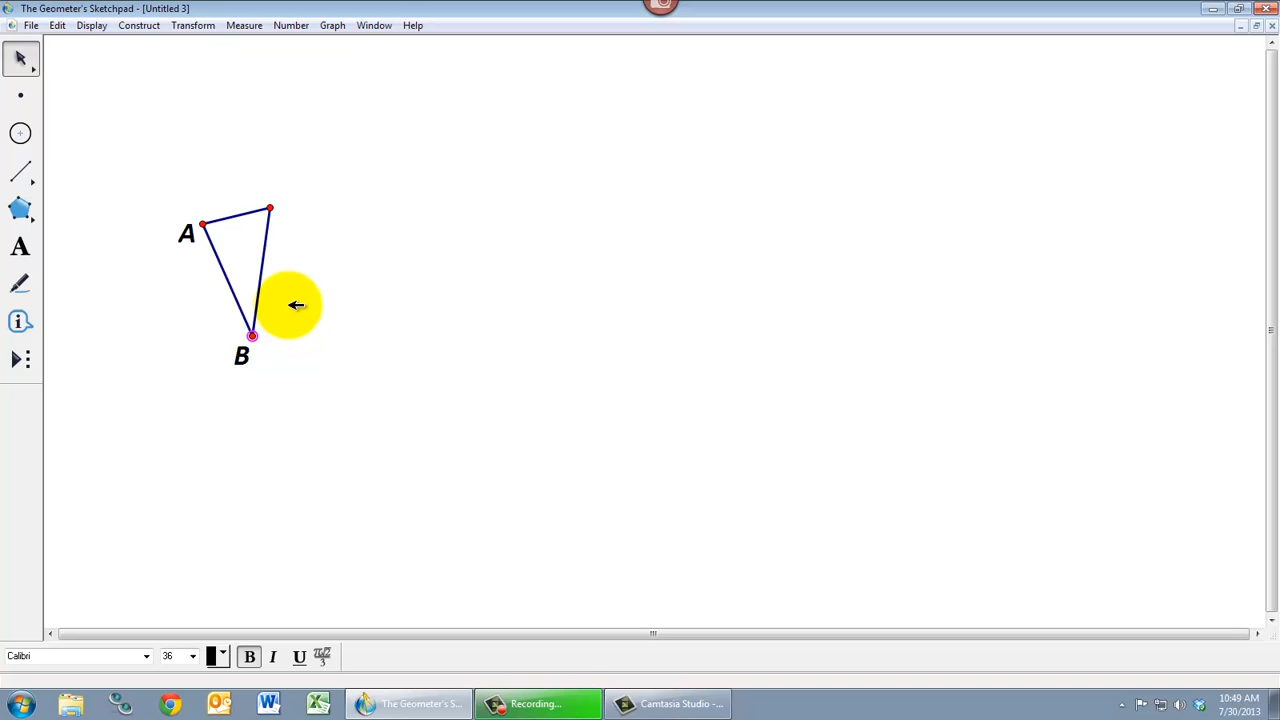 The Geometer's Sketchpad - [Untitled 3]
File Edit Display Construct Transform Measure Number Graph Window Help
A
A
B
Calibri 36 B I U
The Geometer's S... Recording... Camtasia Studio -...
10:49 AM
7/30/2013